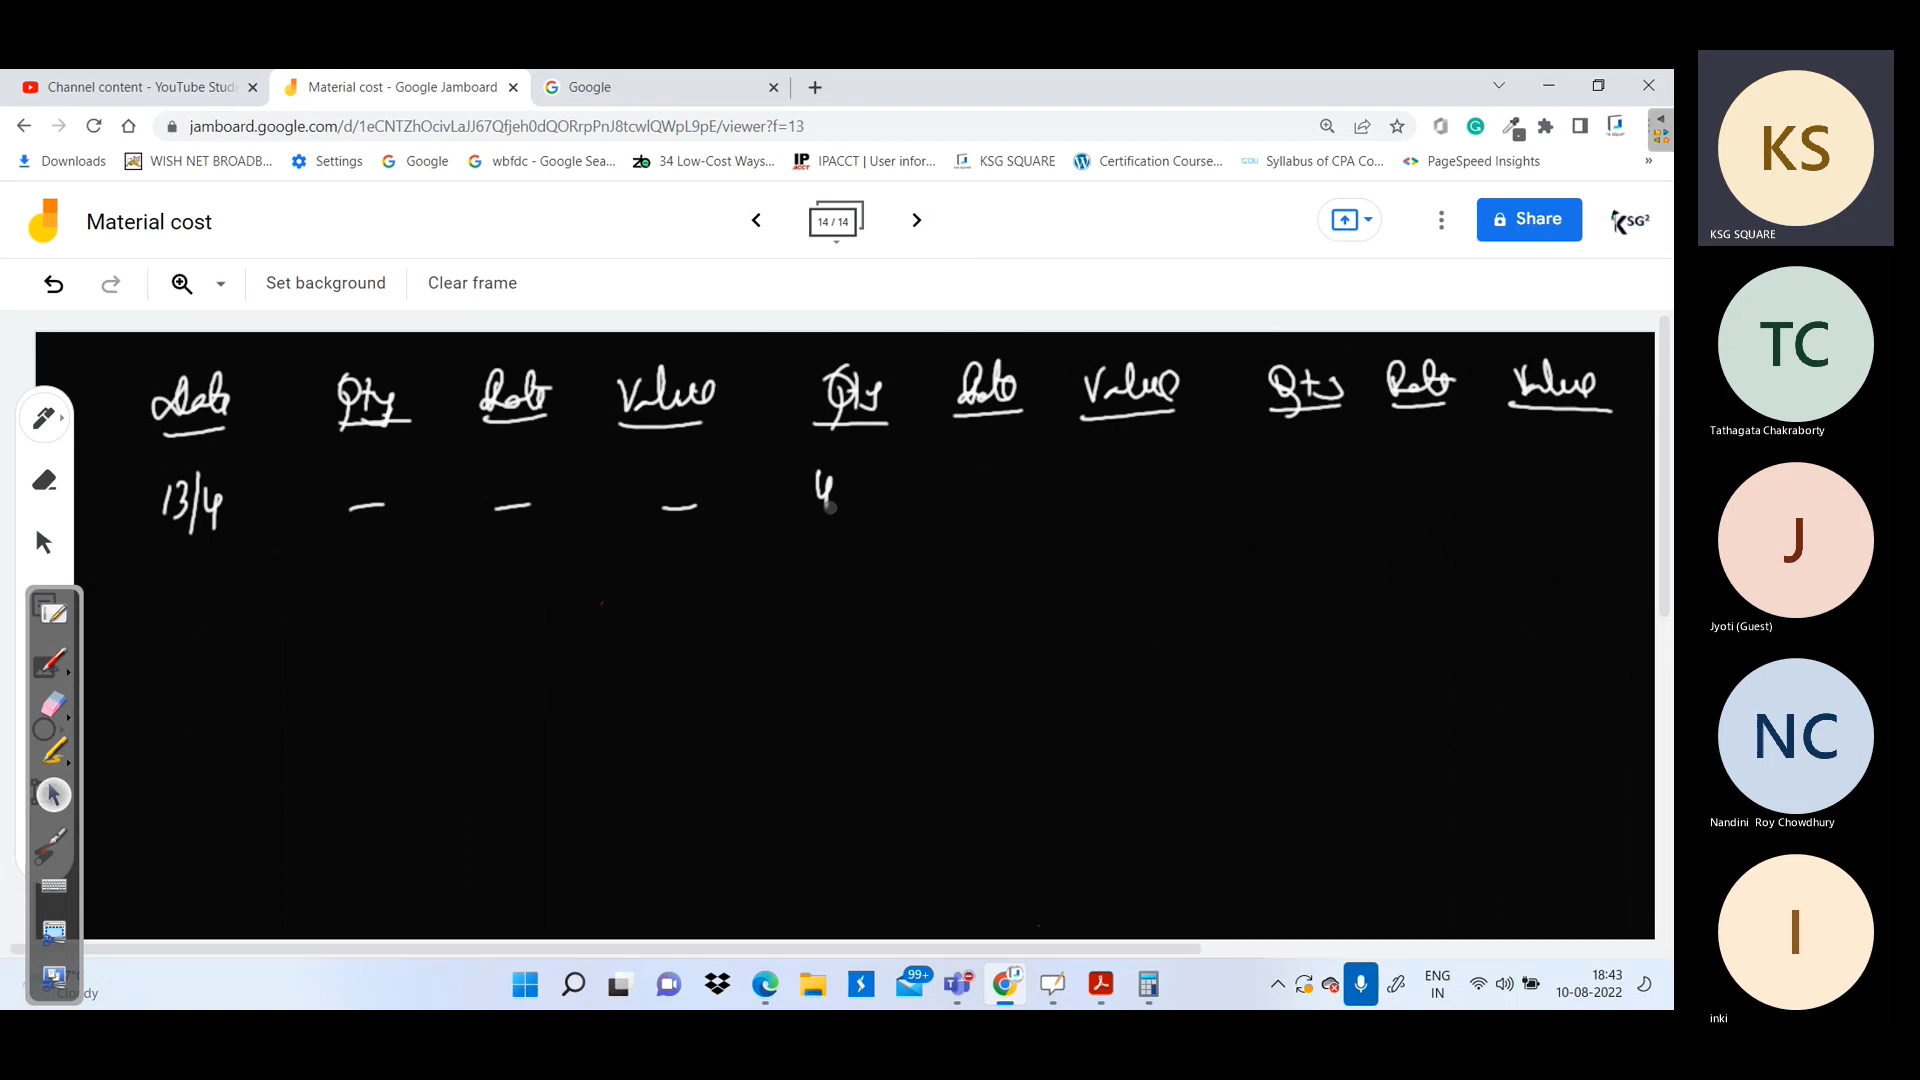 Channel content - YouTube Studi
Material cost - Google Jamboard
Google
jamboard.google.com/d/1eCNTZhOcivLaJJ67Qfjeh0dQORrpPnJ8tcwlQWpL9pE/viewer?f=13
Downloads
WISH NET BROADB...
Settings
Google
wbfdc - Google Sea...
34 Low-Cost Ways...
IPACCT | User infor...
KSG SQUARE
Certification Course...
Syllabus of CPA Co...
PageSpeed Insights
»
Material cost
14 / 14
Share
KSG²
Set background
Clear frame
Date Qty Rate Value Qty Rate Value Qty Rate Value
13/4 — — — 4
Cloudy
99+
ENG
IN
18:43
10-08-2022
KS
KSG SQUARE
TC
Tathagata Chakraborty
J
Jyoti (Guest)
NC
Nandini Roy Chowdhury
I
inki